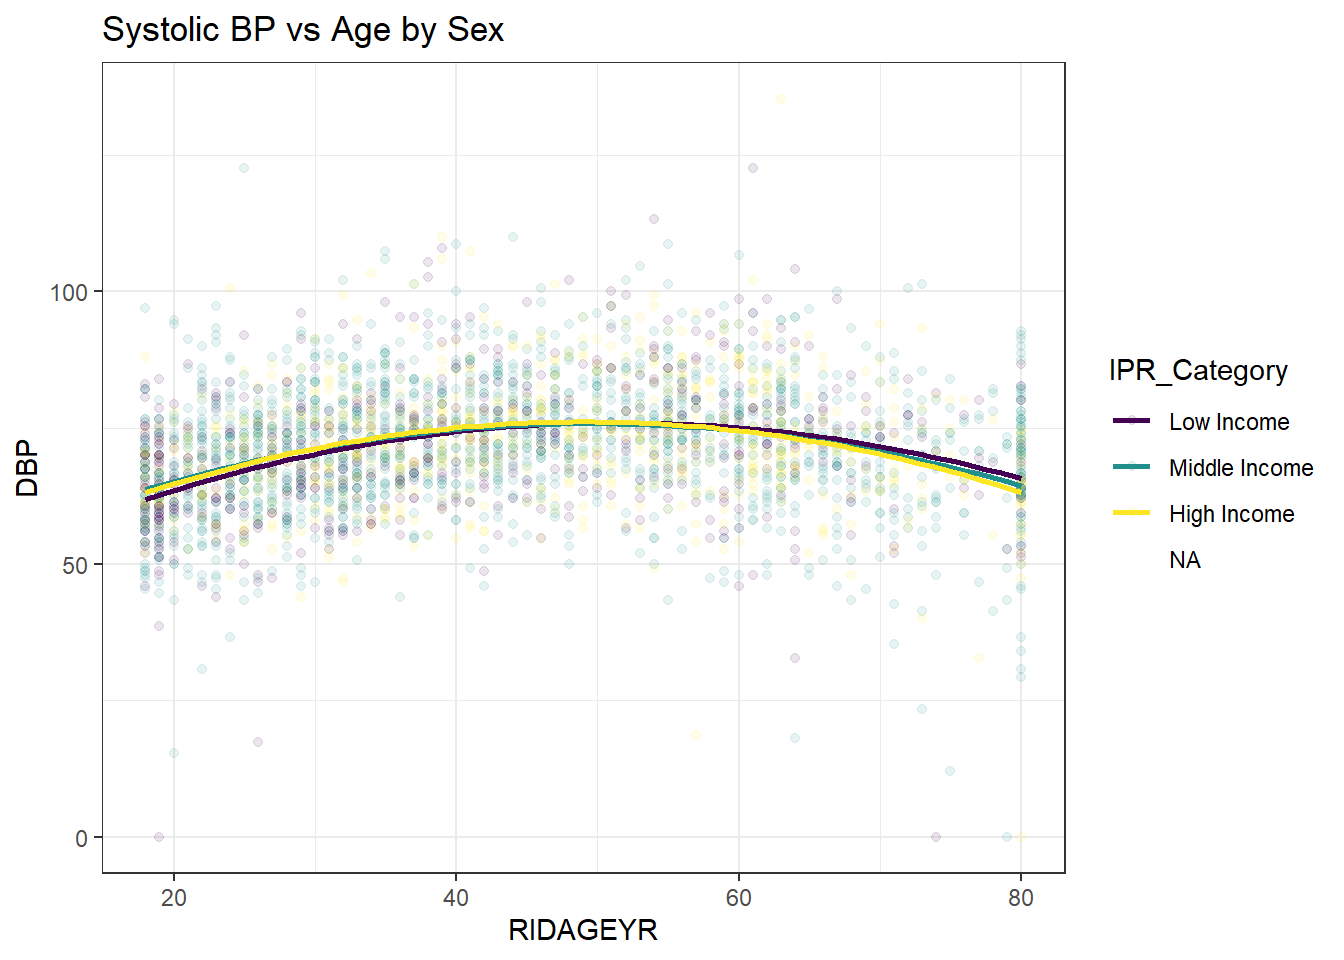 Systolic BP vs Age by Sex
DBP
100
50
0
20 40 60 80
RIDAGEYR
IPR_Category
Low Income
Middle Income
High Income
NA